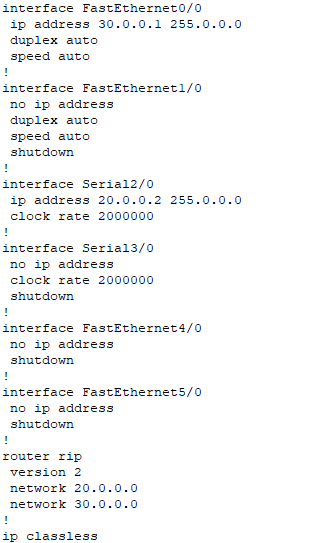 interface FastEthernet0/0
 ip address 30.0.0.1 255.0.0.0
 duplex auto
 speed auto
!
interface FastEthernet1/0
 no ip address
 duplex auto
 speed auto
 shutdown
!
interface Serial2/0
 ip address 20.0.0.2 255.0.0.0
 clock rate 2000000
!
interface Serial3/0
 no ip address
 clock rate 2000000
 shutdown
!
interface FastEthernet4/0
 no ip address
 shutdown
!
interface FastEthernet5/0
 no ip address
 shutdown
!
router rip
 version 2
 network 20.0.0.0
 network 30.0.0.0
!
ip classless